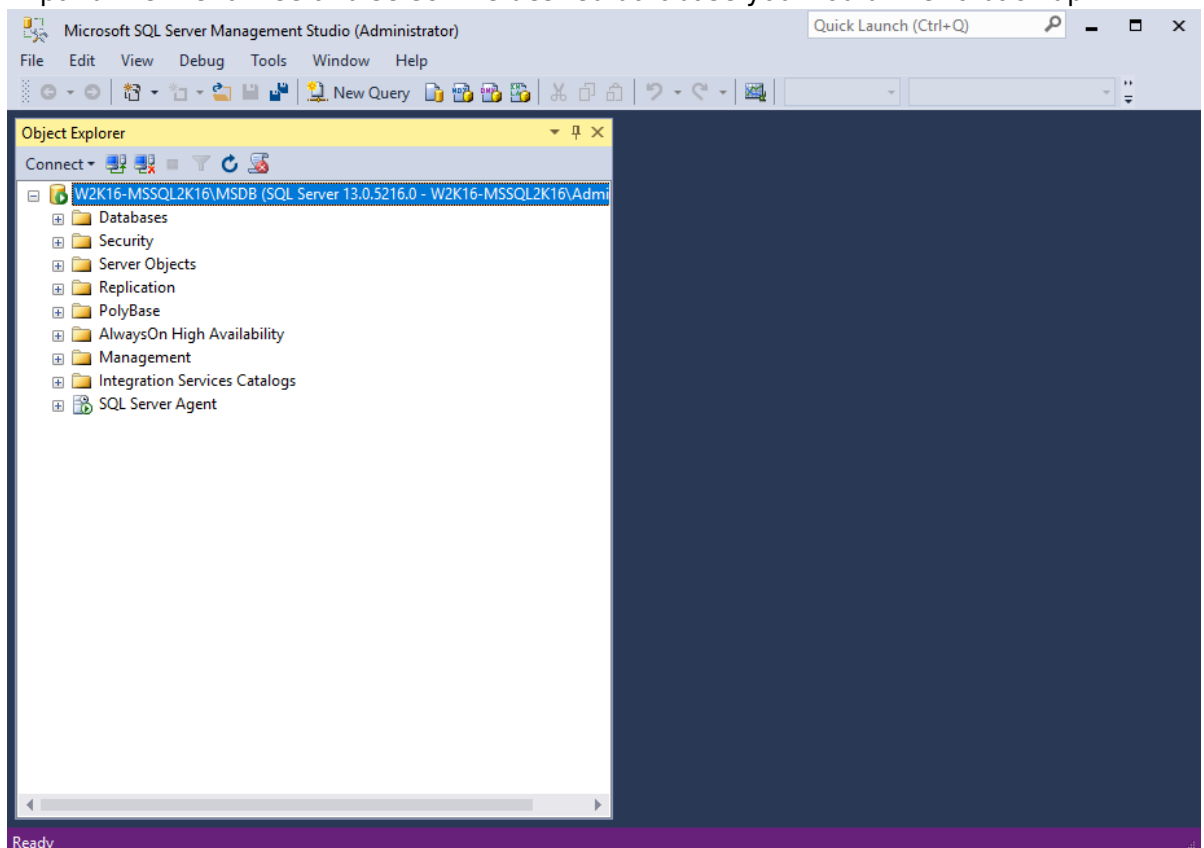 Microsoft SQL Server Management Studio (Administrator)
Quick Launch (Ctrl+Q)
File Edit View Debug Tools Window Help
New Query
Object Explorer
Connect
W2K16-MSSQL2K16\MSDB (SQL Server 13.0.5216.0 - W2K16-MSSQL2K16\Admi
Databases
Security
Server Objects
Replication
PolyBase
AlwaysOn High Availability
Management
Integration Services Catalogs
SQL Server Agent
Ready